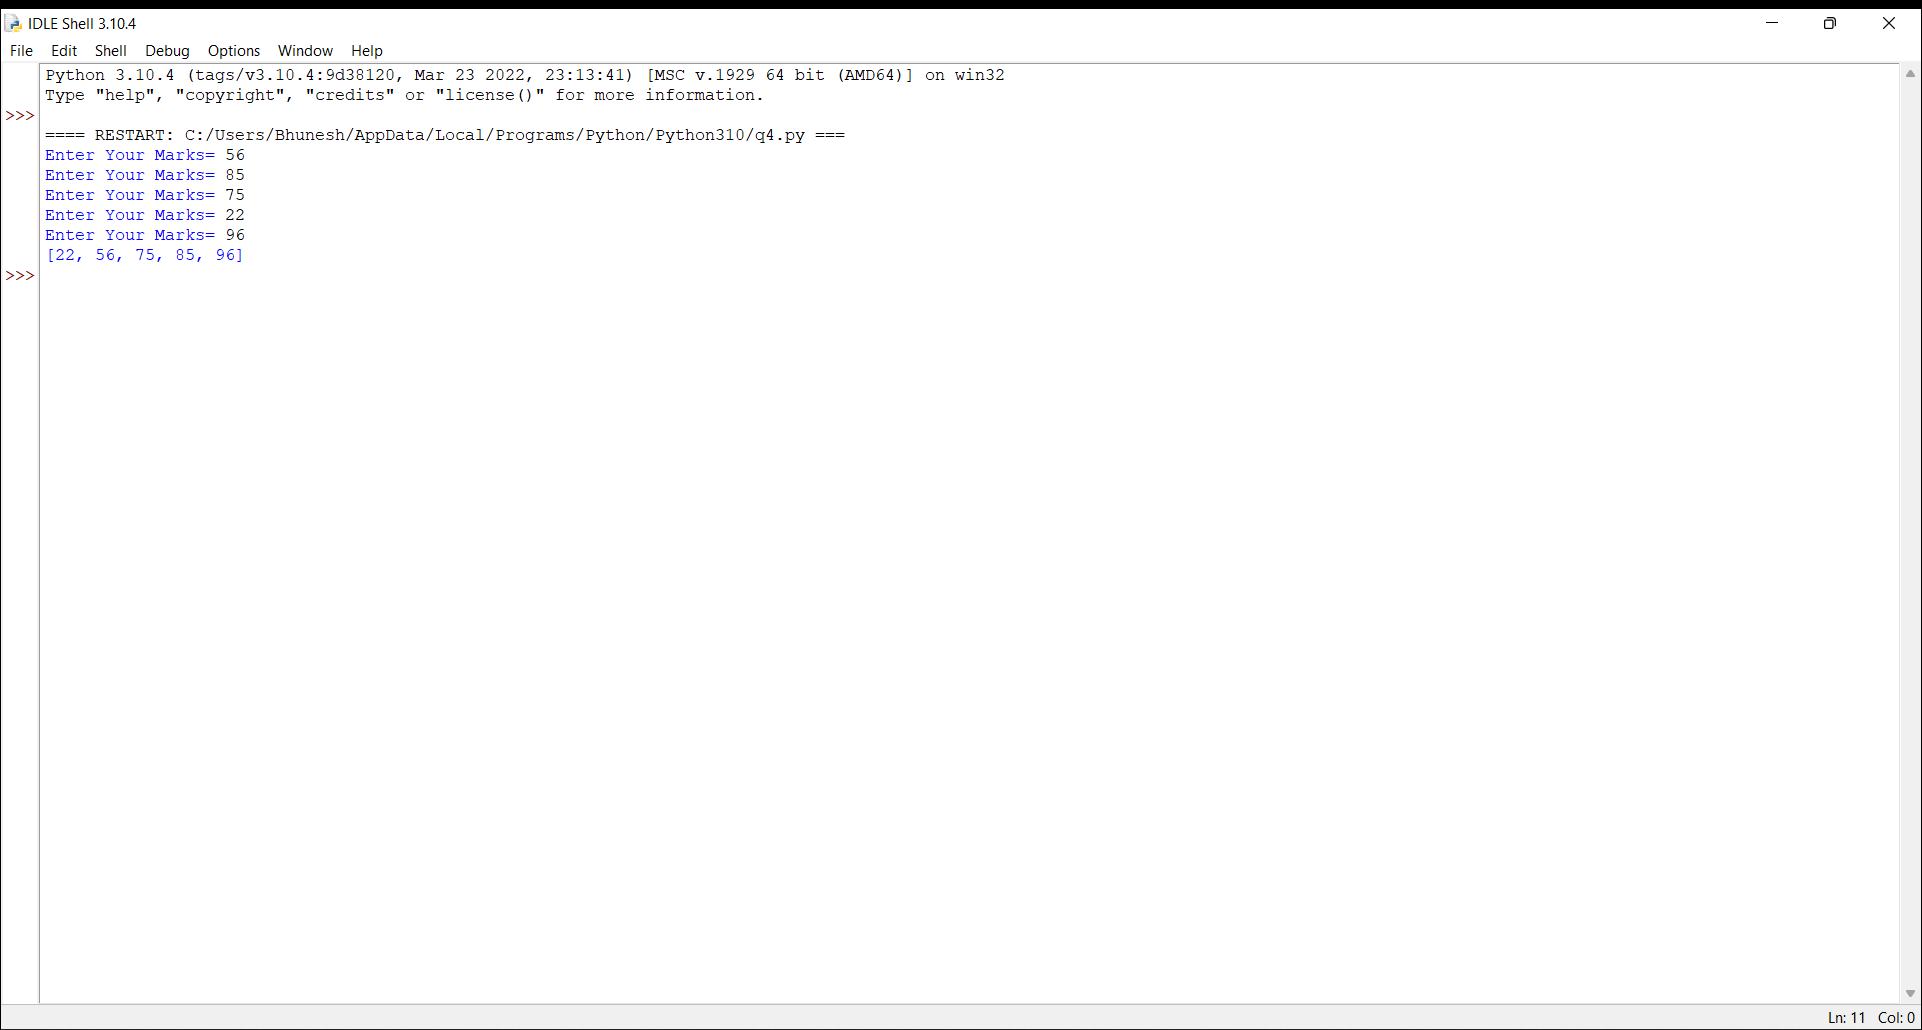 IDLE Shell 3.10.4
File Edit Shell Debug Options Window Help
Python 3.10.4 (tags/v3.10.4:9d38120, Mar 23 2022, 23:13:41) [MSC v.1929 64 bit (AMD64)] on win32
Type "help", "copyright", "credits" or "license()" for more information.
>>>
==== RESTART: C:/Users/Bhunesh/AppData/Local/Programs/Python/Python310/q4.py ===
Enter Your Marks= 56
Enter Your Marks= 85
Enter Your Marks= 75
Enter Your Marks= 22
Enter Your Marks= 96
[22, 56, 75, 85, 96]
>>>
Ln: 11 Col: 0